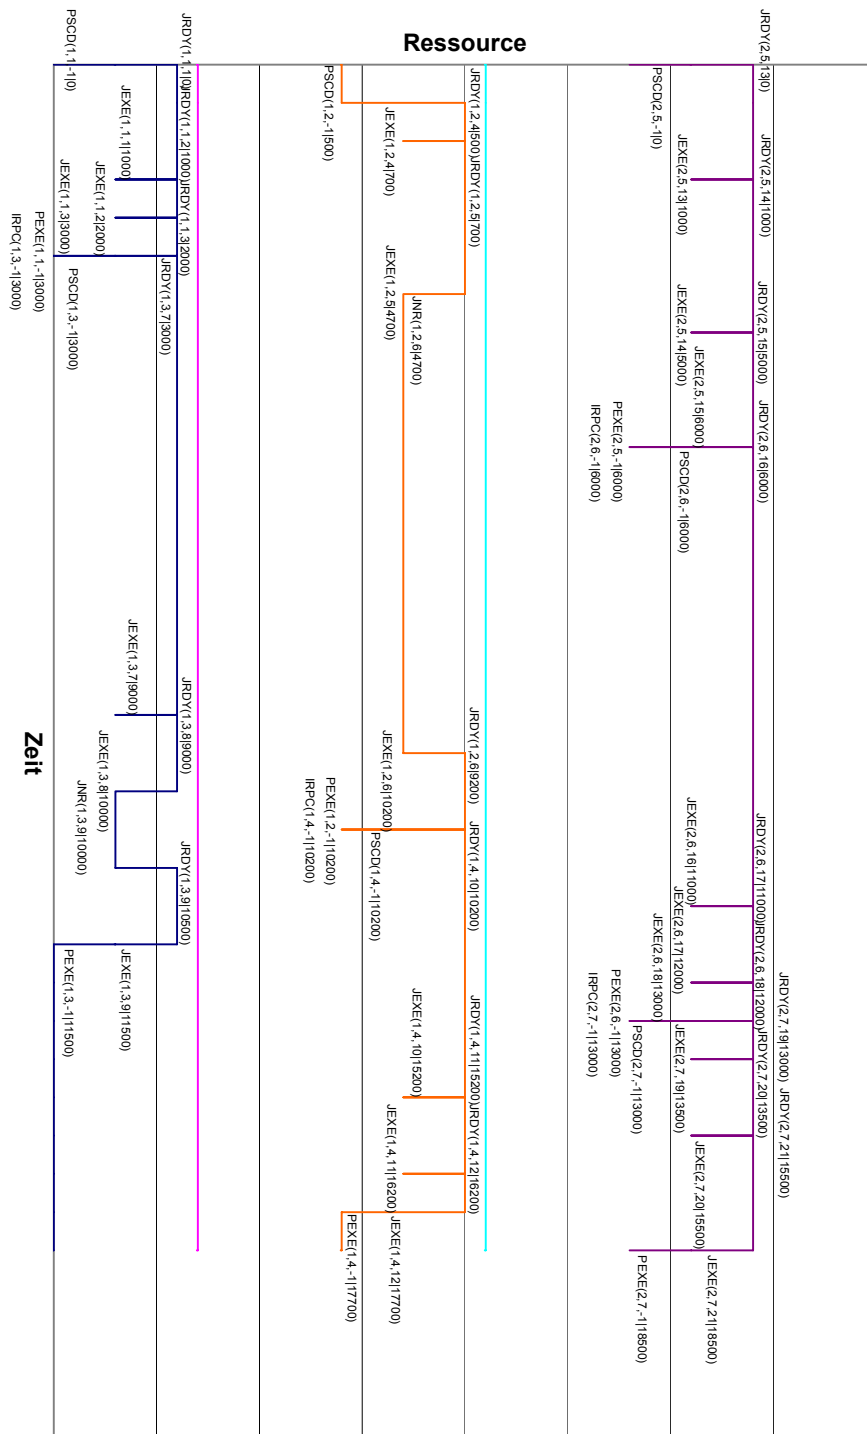 Ressource
Zeit
PSCD(1,1,-1|0)
JRDY(1,1,1|0)
JEXE(1,1,1|1000)
JRDY(1,1,2|1000)
JEXE(1,1,2|2000)
JRDY(1,1,3|2000)
JEXE(1,1,3|3000)
PEXE(1,1,-1|3000)
IRPC(1,3,-1|3000)
PSCD(1,3,-1|3000)
JRDY(1,3,7|3000)
JEXE(1,3,7|9000)
JRDY(1,3,8|9000)
JEXE(1,3,8|10000)
JNR(1,3,9|10000)
JRDY(1,3,9|10500)
JEXE(1,3,9|11500)
PEXE(1,3,-1|11500)
PSCD(1,2,-1|500)
JRDY(1,2,4|500)
JEXE(1,2,4|700)
JRDY(1,2,5|700)
JEXE(1,2,5|4700)
JNR(1,2,6|4700)
JRDY(1,2,6|9200)
JEXE(1,2,6|10200)
PEXE(1,2,-1|10200)
IRPC(1,4,-1|10200)
PSCD(1,4,-1|10200)
JRDY(1,4,10|10200)
JEXE(1,4,10|15200)
JRDY(1,4,11|15200)
JEXE(1,4,11|16200)
JRDY(1,4,12|16200)
JEXE(1,4,12|17700)
PEXE(1,4,-1|17700)
PSCD(2,5,-1|0)
JRDY(2,5,13|0)
JEXE(2,5,13|1000)
JRDY(2,5,14|1000)
JEXE(2,5,14|5000)
JRDY(2,5,15|5000)
JEXE(2,5,15|6000)
PEXE(2,5,-1|6000)
IRPC(2,6,-1|6000)
PSCD(2,6,-1|6000)
JRDY(2,6,16|6000)
JEXE(2,6,16|11000)
JRDY(2,6,17|11000)
JEXE(2,6,17|12000)
JRDY(2,6,18|12000)
JEXE(2,6,18|13000)
PEXE(2,6,-1|13000)
IRPC(2,7,-1|13000)
PSCD(2,7,-1|13000)
JRDY(2,7,19|13000)
JEXE(2,7,19|13500)
JRDY(2,7,20|13500)
JEXE(2,7,20|15500)
JRDY(2,7,21|15500)
JEXE(2,7,21|18500)
PEXE(2,7,-1|18500)